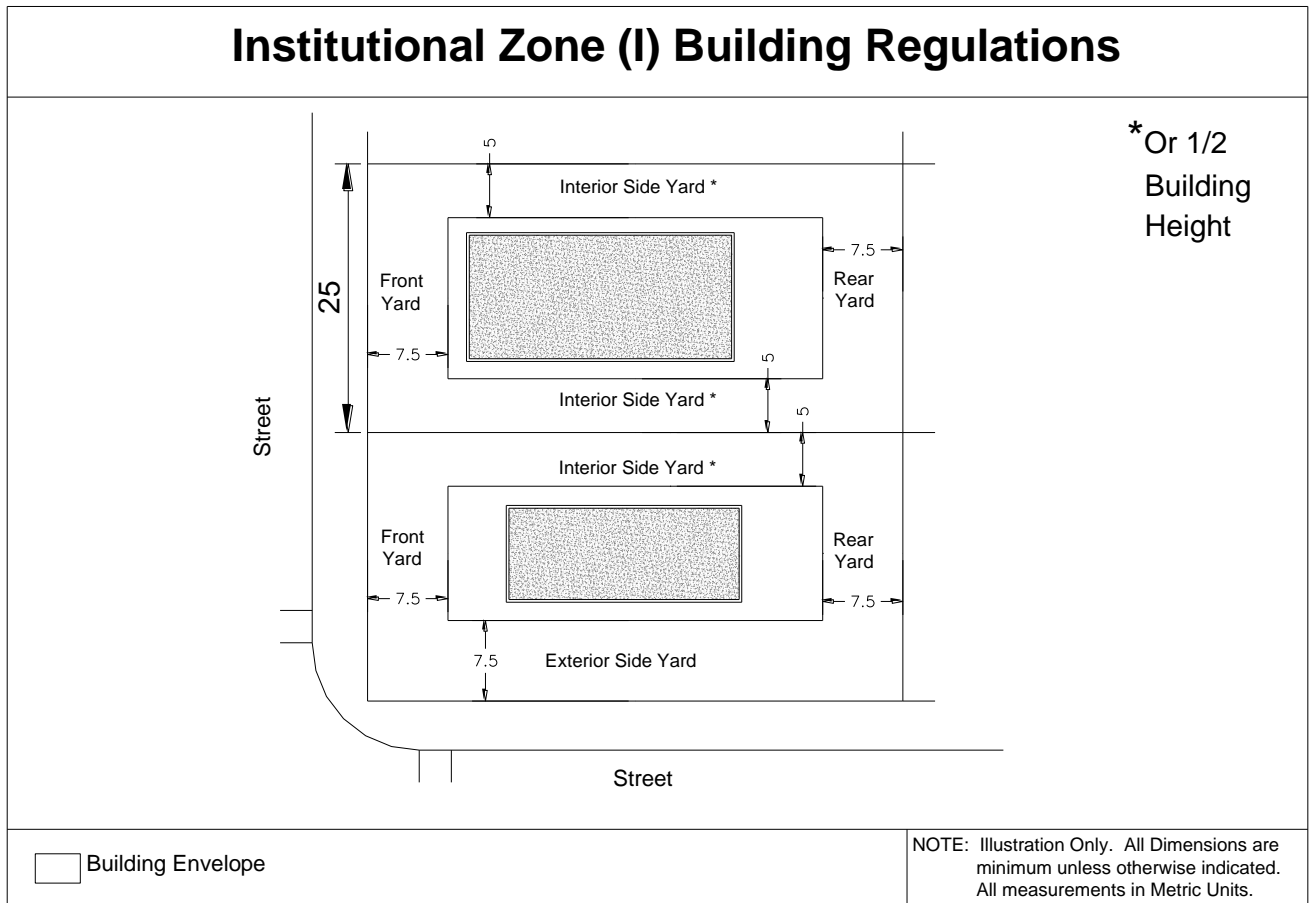 Institutional Zone (I) Building Regulations
*Or 1/2
Building
Height
5
Interior Side Yard *
7.5
Front
Yard
Rear
Yard
25
7.5
5
Interior Side Yard *
5
Street
Interior Side Yard *
Front
Yard
Rear
Yard
7.5
7.5
7.5
Exterior Side Yard
Street
Building Envelope
NOTE: Illustration Only. All Dimensions are
minimum unless otherwise indicated.
All measurements in Metric Units.